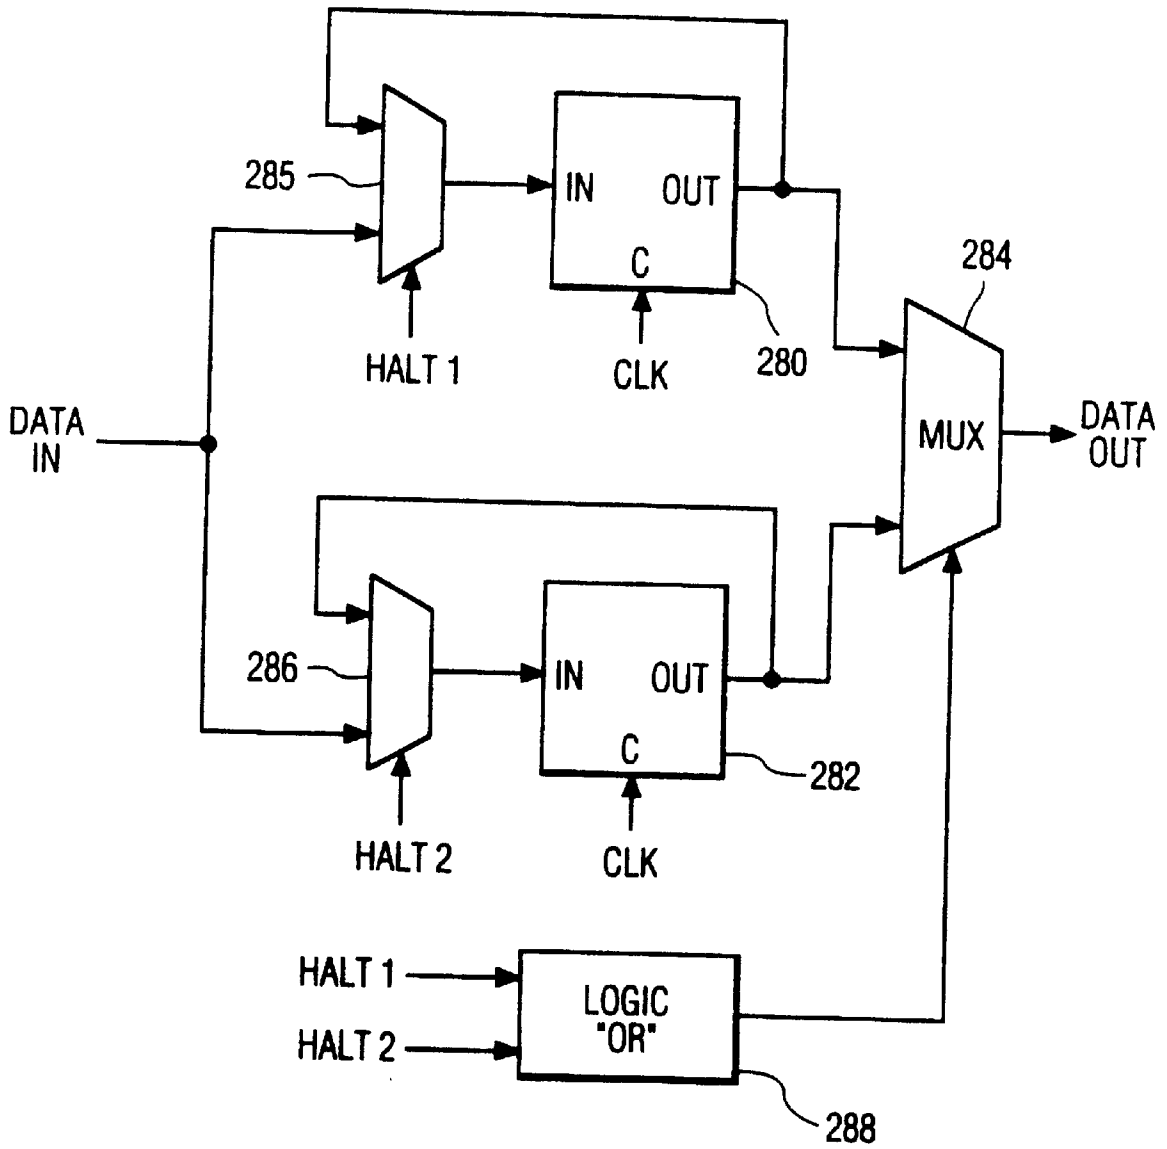 285
IN
OUT
C
284
HALT 1
CLK
280
DATA
IN
MUX
DATA
OUT
286
IN
OUT
C
282
HALT 2
CLK
HALT 1
HALT 2
LOGIC
"OR"
288